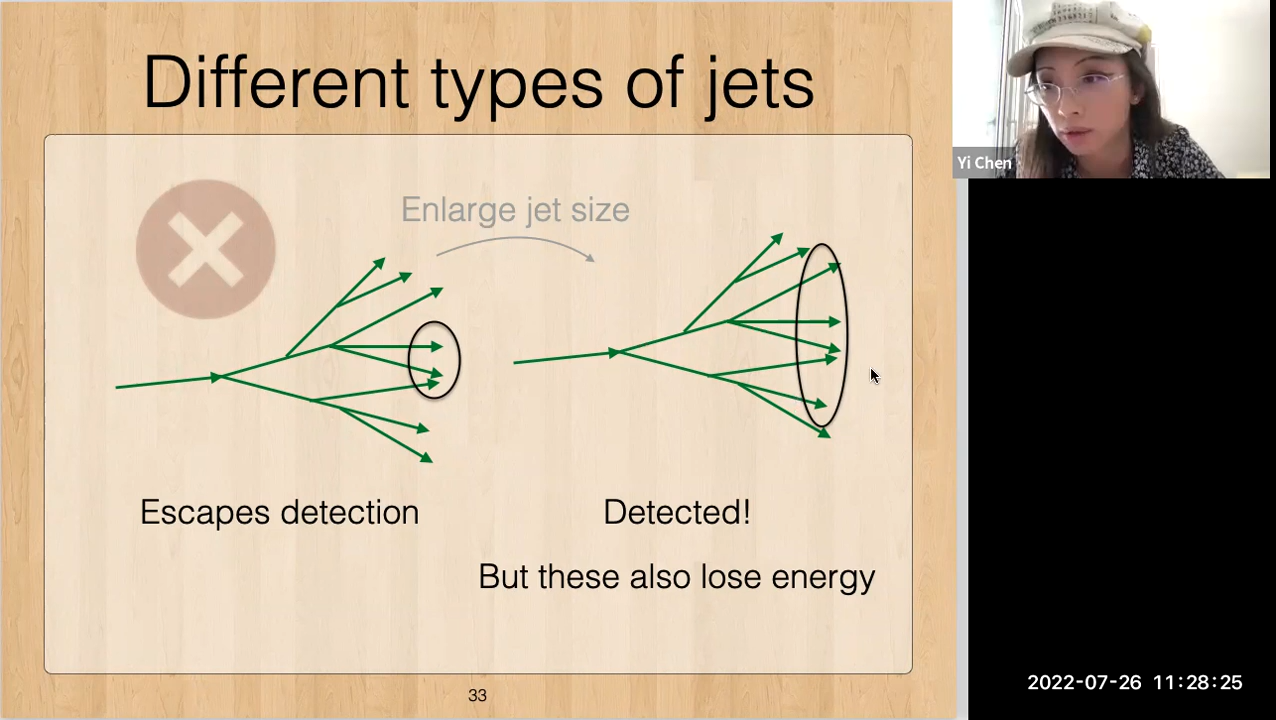 Different types of jets
Enlarge jet size
Escapes detection
Detected!
But these also lose energy
33
Yi Chen
2022-07-26 11:28:25